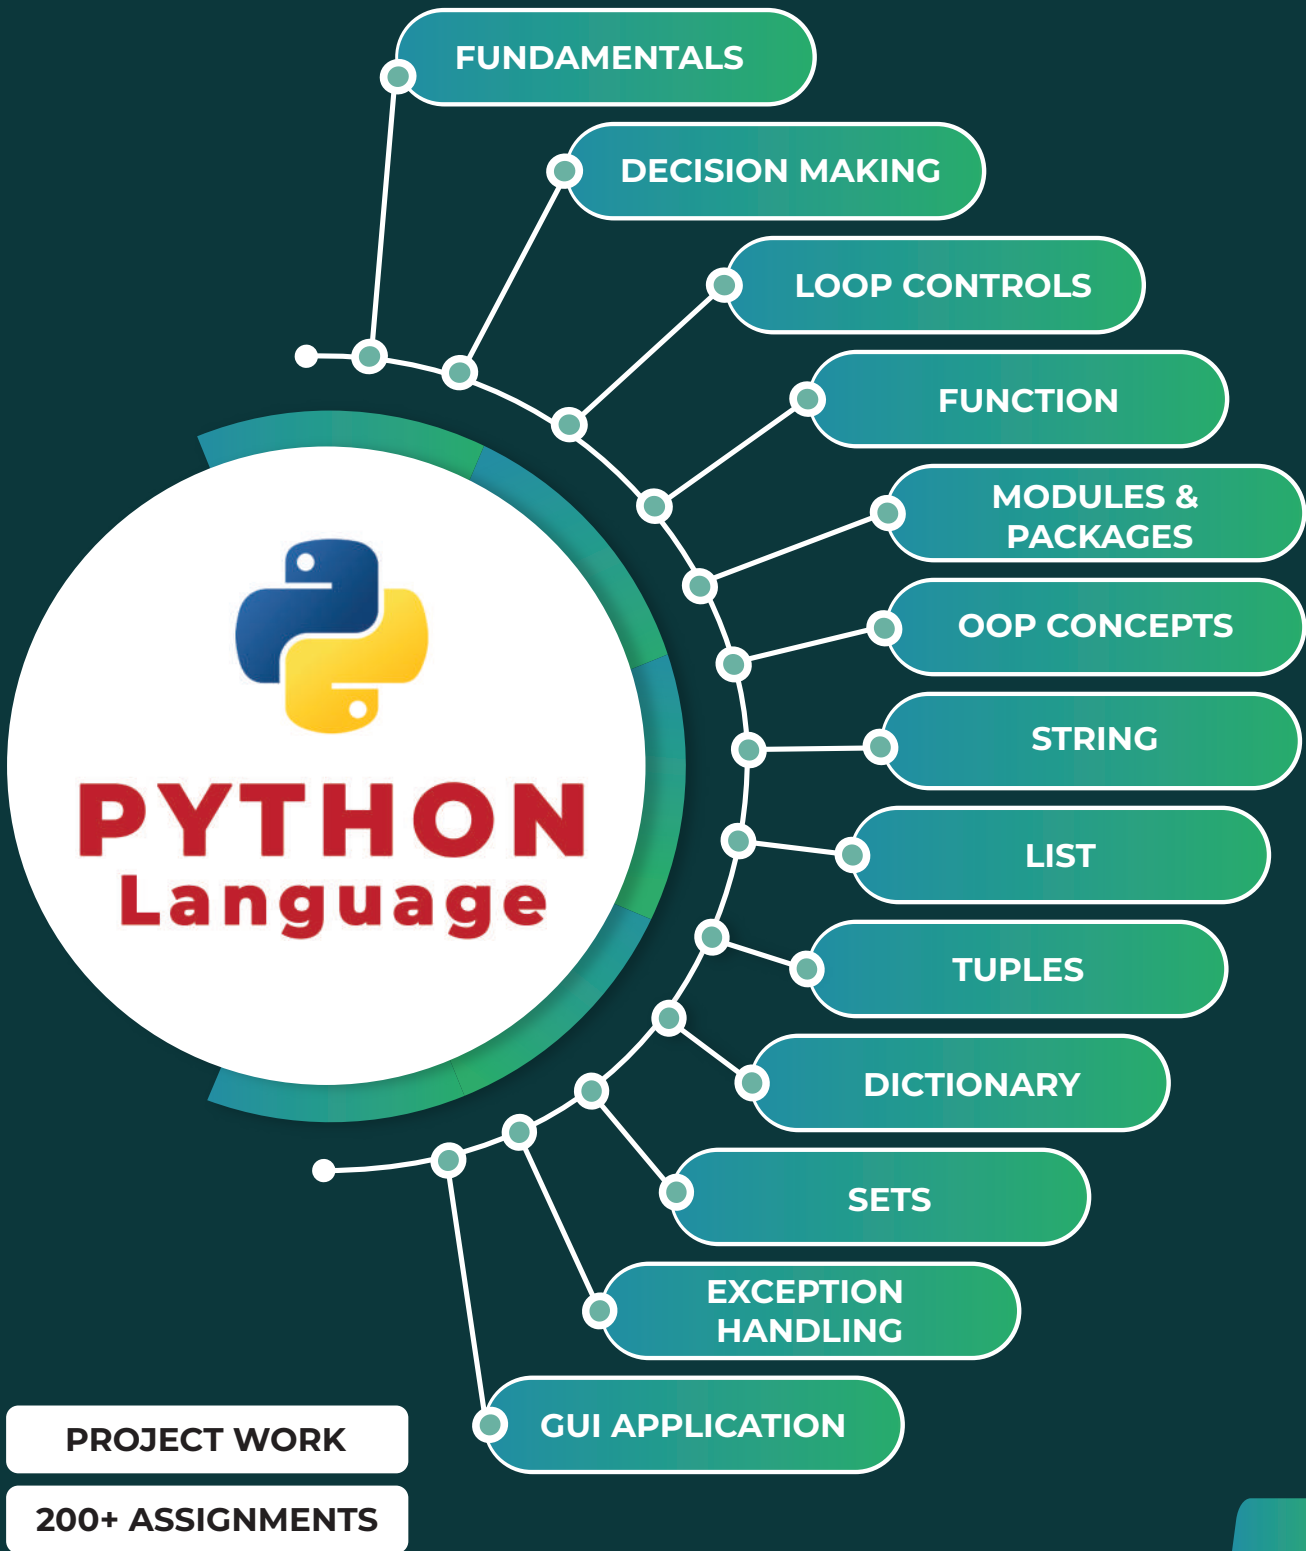 FUNDAMENTALS
DECISION MAKING
LOOP CONTROLS
FUNCTION
MODULES &
PACKAGES
OOP CONCEPTS
STRING
LIST
TUPLES
DICTIONARY
SETS
EXCEPTION
HANDLING
GUI APPLICATION
PYTHON
Language
PROJECT WORK
200+ ASSIGNMENTS